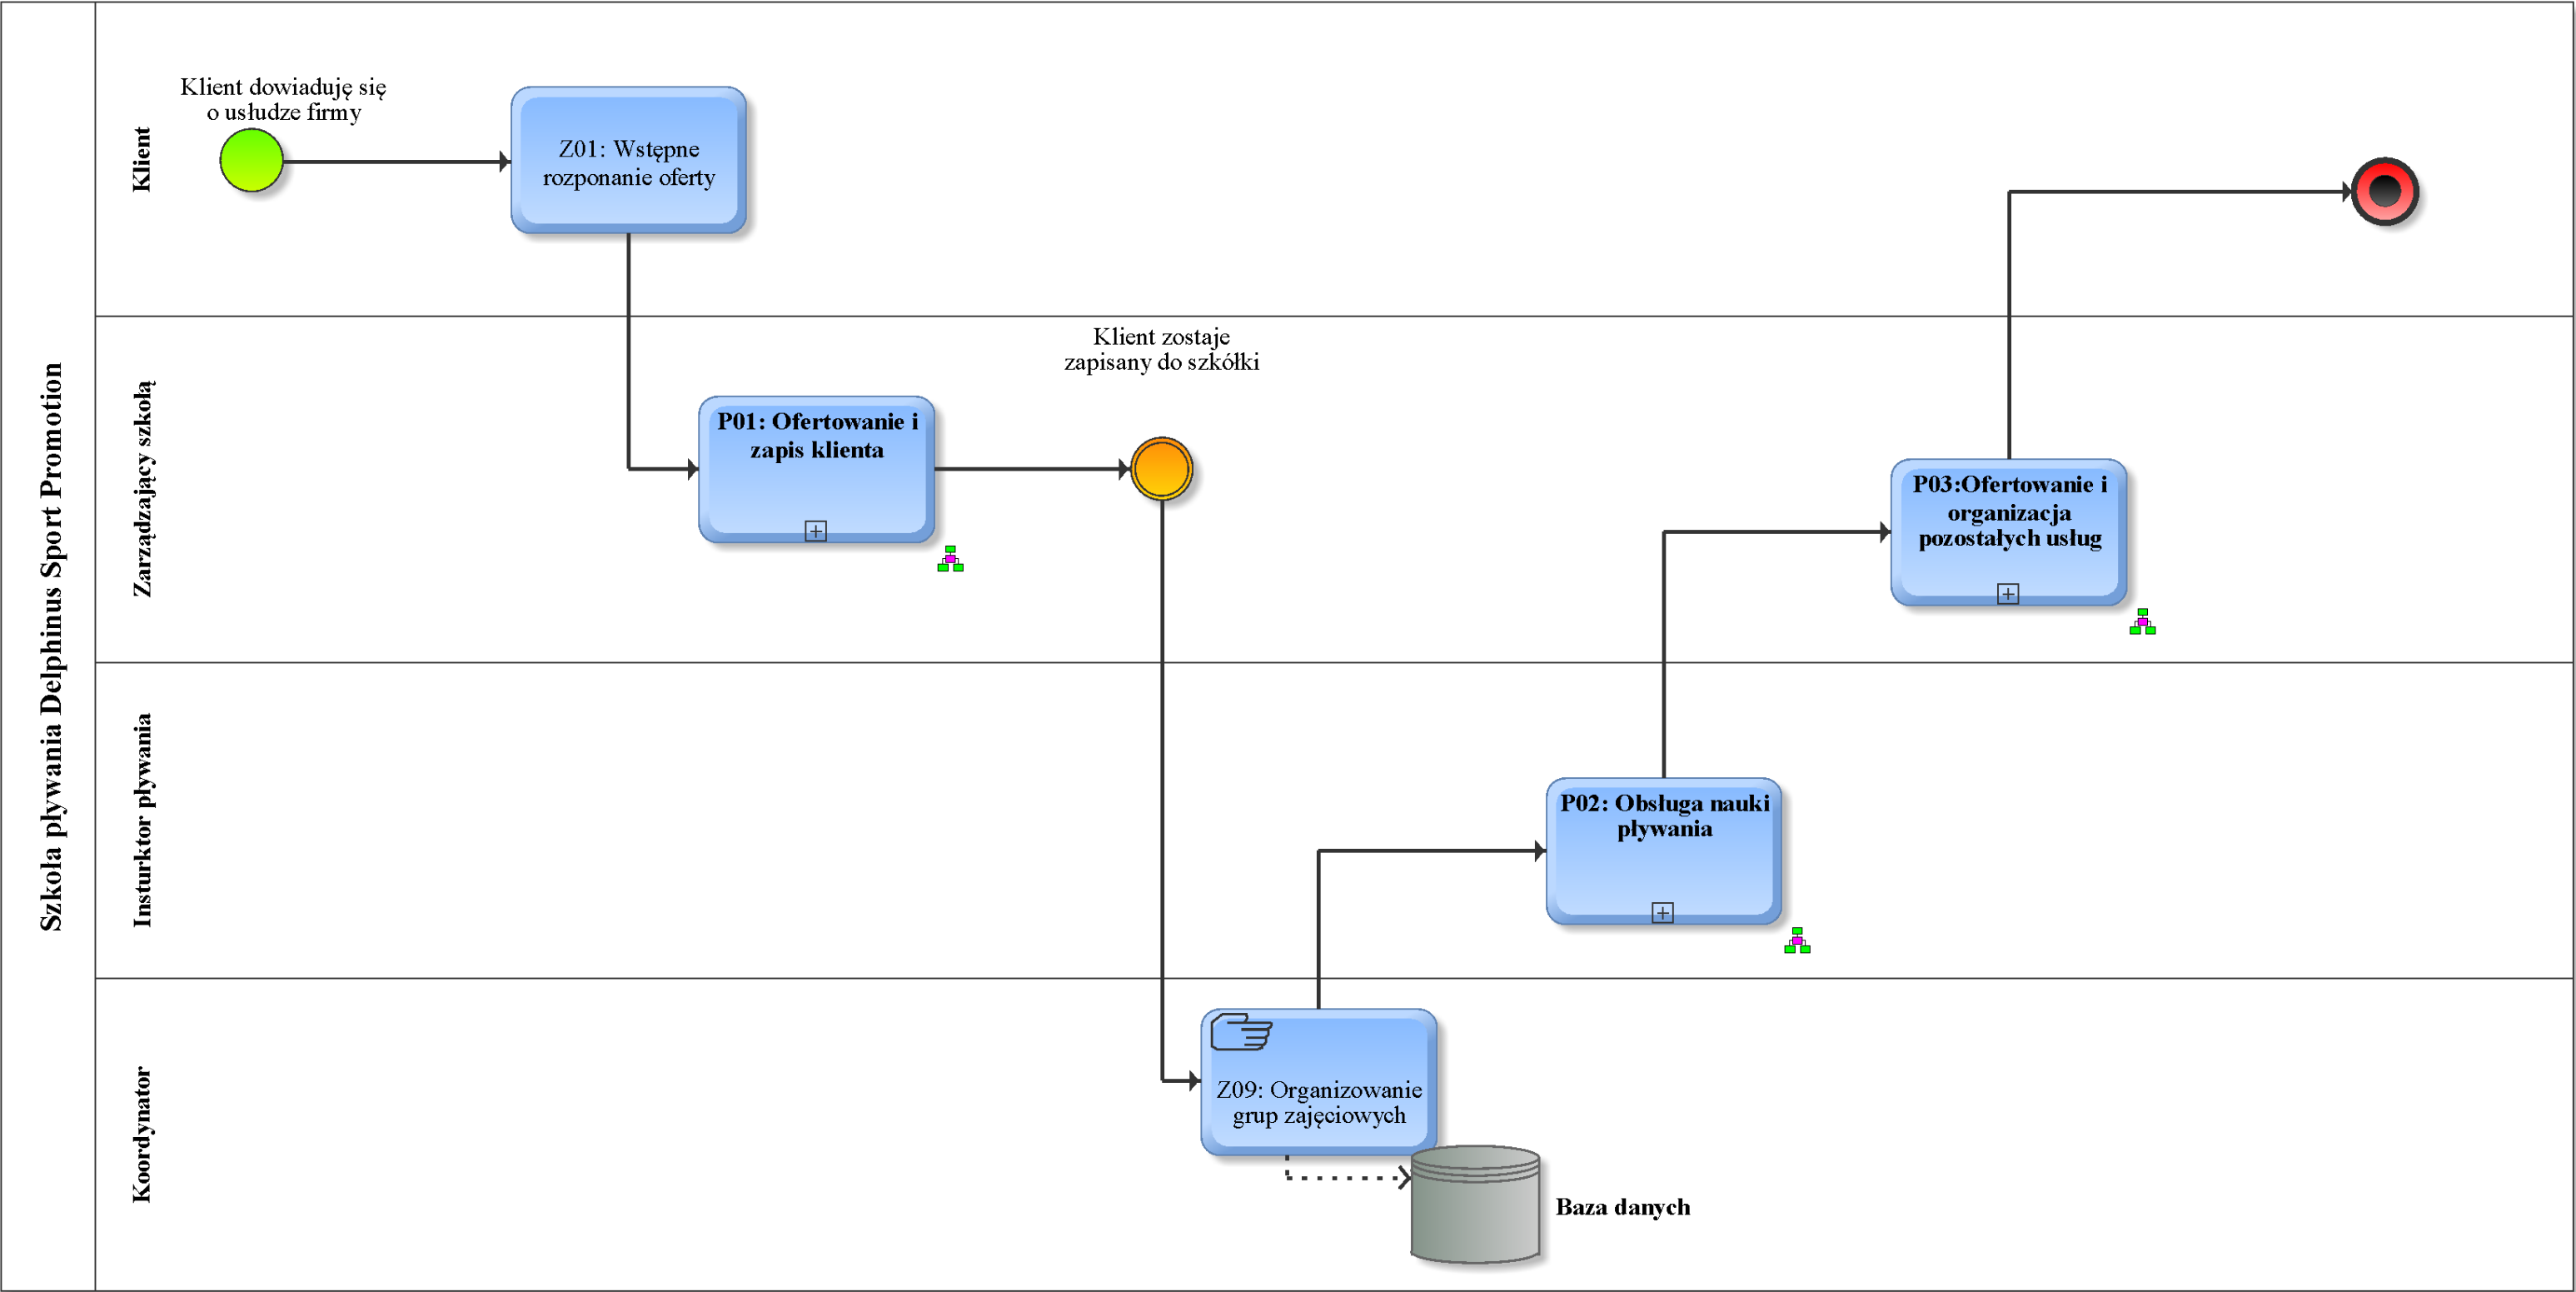 Szkoła pływania Delphinus Sport Promotion
Klient
Klient dowiaduję się
o usłudze firmy
Z01: Wstępne
rozponanie oferty
Zarządzający szkołą
P01: Ofertowanie i
zapis klienta
Klient zostaje
zapisany do szkółki
P03:Ofertowanie i
organizacja
pozostałych usług
Insturktor pływania
P02: Obsługa nauki
pływania
Koordynator
Z09: Organizowanie
grup zajęciowych
Baza danych